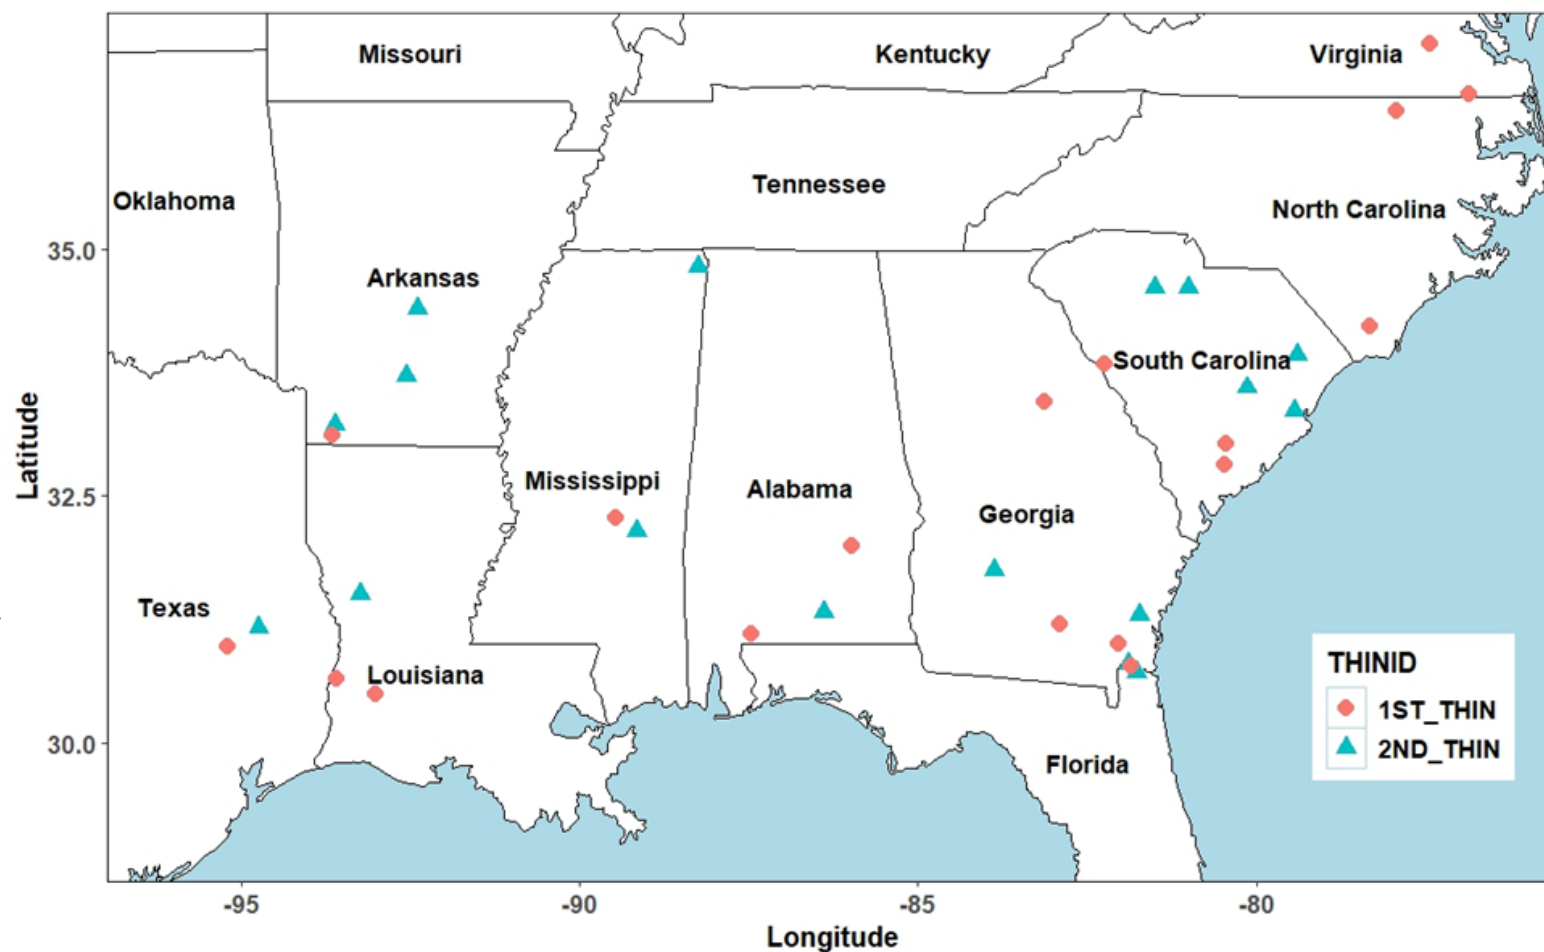 Missouri
Kentucky
Virginia
Oklahoma
Tennessee
North Carolina
35.0
Arkansas
South Carolina
Latitude
32.5
Mississippi
Alabama
Georgia
Texas
Louisiana
THINID
1ST_THIN
2ND_THIN
30.0
Florida
-95
-90
-85
-80
Longitude